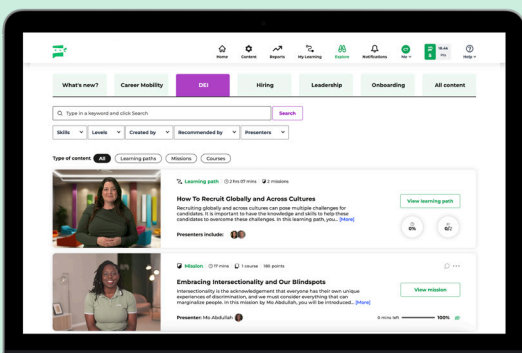 Home Content Reports My Learning Explore Notifications Me Help
What's new? Career Mobility DEI Hiring Leadership Onboarding All content
Type in a keyword and click Search Search
Skills Levels Created by Recommended by Presenters
Type of content All Learning paths Missions Courses
Learning path 2 hrs 07 mins 2 missions
How To Recruit Globally and Across Cultures
Recruiting globally and across cultures can pose multiple challenges for
candidates. It is important to have the knowledge and skills to help these
candidates to overcome these challenges. In this learning path, you... [More]
Presenters include:
View learning path
0% 0/2
Mission 17 mins 1 course 180 points
Embracing Intersectionality and Our Blindspots
Intersectionality is the acknowledgement that everyone has their own unique
experiences of discrimination, and we must consider everything that can
marginalize people. In this mission by Mo Abdullah, you will be introduced... [More]
Presenter: Mo Abdullah
View mission
0 mins left 100%